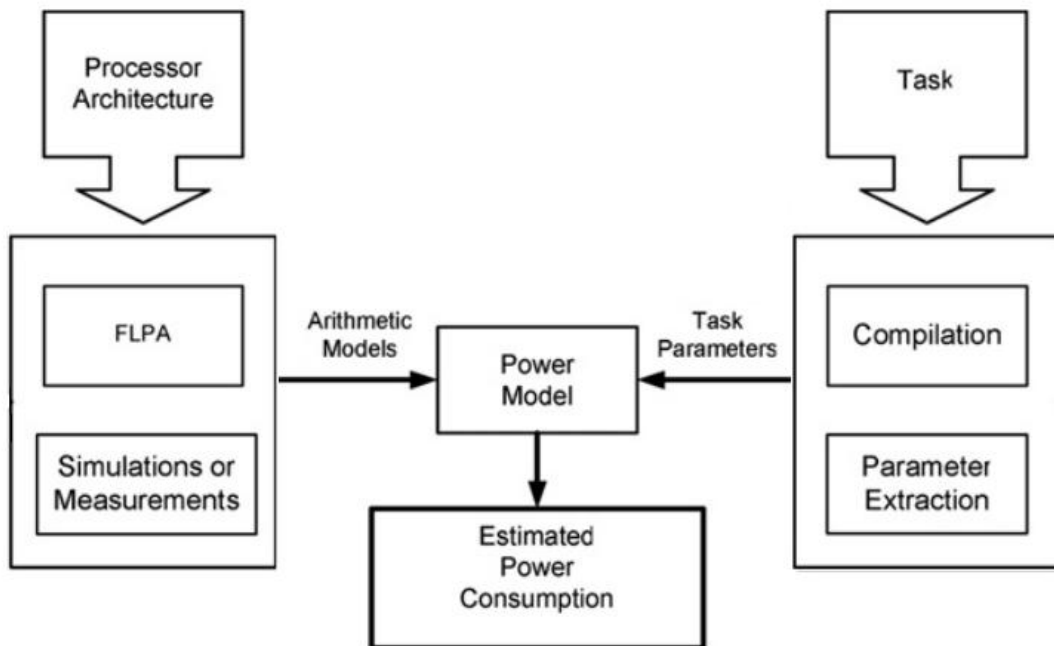 Processor
Architecture
Task
FLPA
Simulations or
Measurements
Arithmetic
Models
Power
Model
Task
Parameters
Compilation
Parameter
Extraction
Estimated
Power
Consumption